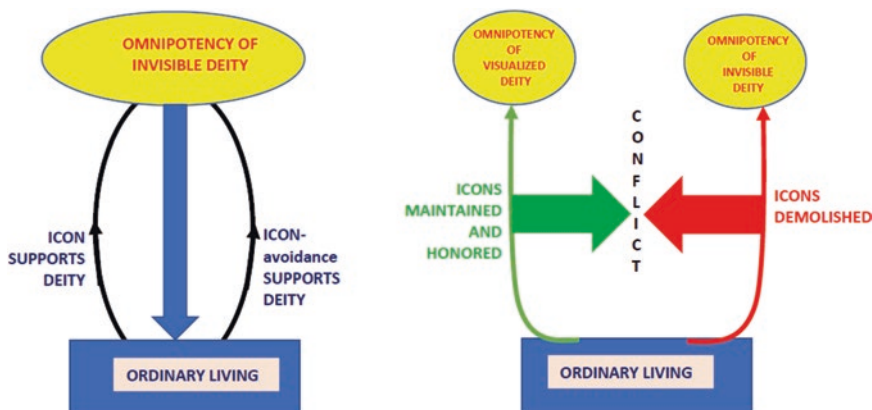 OMNIPOTENCY OF
INVISIBLE DEITY
ICON
SUPPORTS
DEITY
ICON-
avoidance
SUPPORTS
DEITY
ORDINARY LIVING
OMNIPOTENCY
OF
VISUALIZED
DEITY
OMNIPOTENCY
OF
INVISIBLE
DEITY
C
O
N
F
L
I
C
T
ICONS
MAINTAINED
AND
HONORED
ICONS
DEMOLISHED
ORDINARY LIVING